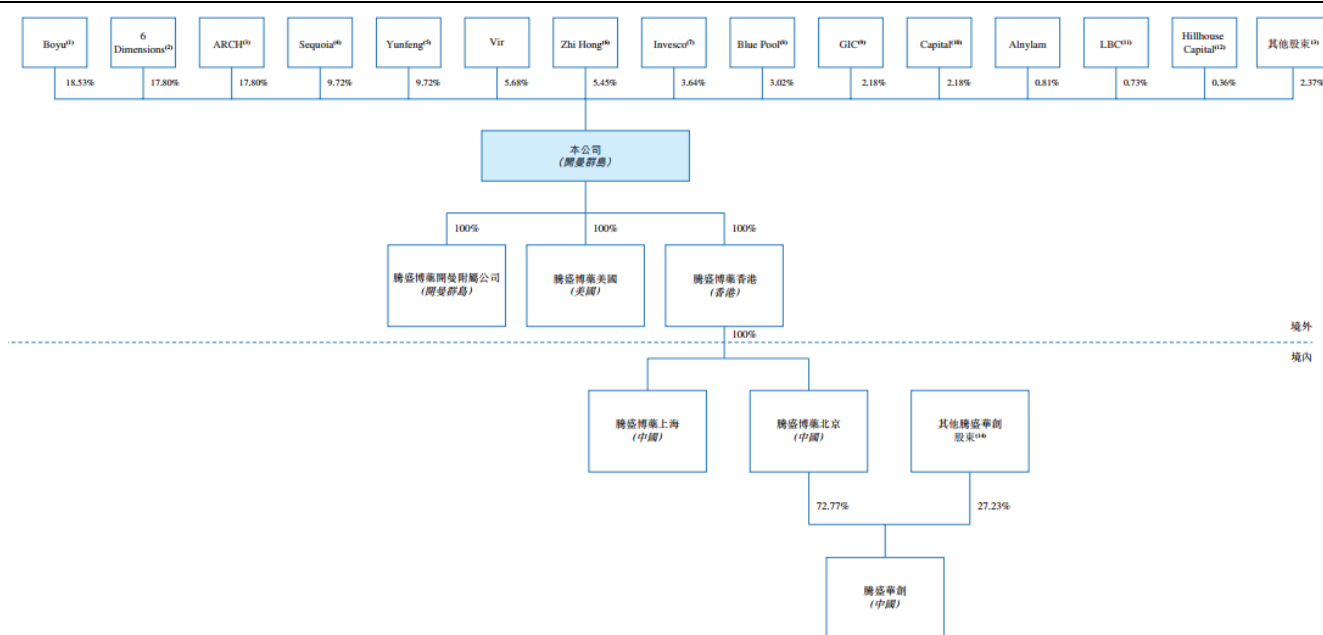 Boyu(1)
6
Dimensions(2)
ARCH(3)
Sequoia(4)
Yunfeng(5)
Vir
Zhi Hong(6)
Invesco(7)
Blue Pool(8)
GIC(9)
Capital(10)
Alnylam
LBC(11)
Hillhouse
Capital(12)
其他股東(13)
18.53%
17.80%
17.80%
9.72%
9.72%
5.68%
5.45%
3.64%
3.02%
2.18%
2.18%
0.81%
0.73%
0.36%
2.37%
本公司
(開曼群島)
100%
100%
100%
騰盛博藥開曼附屬公司
(開曼群島)
騰盛博藥美國
(美國)
騰盛博藥香港
(香港)
境外
100%
境內
騰盛博藥上海
(中國)
騰盛博藥北京
(中國)
其他騰盛華創
股東(14)
72.77%
27.23%
騰盛華創
(中國)